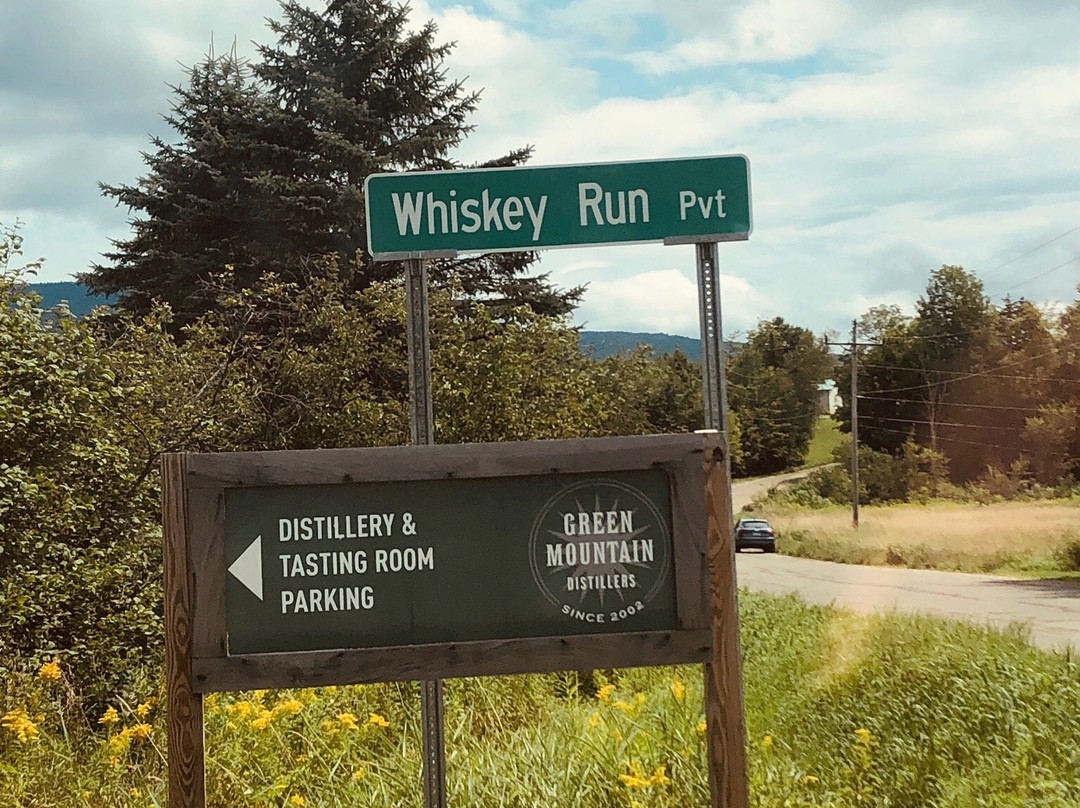 Whiskey Run Pvt
DISTILLERY &
TASTING ROOM
PARKING
GREEN
MOUNTAIN
DISTILLERS
SINCE 2002